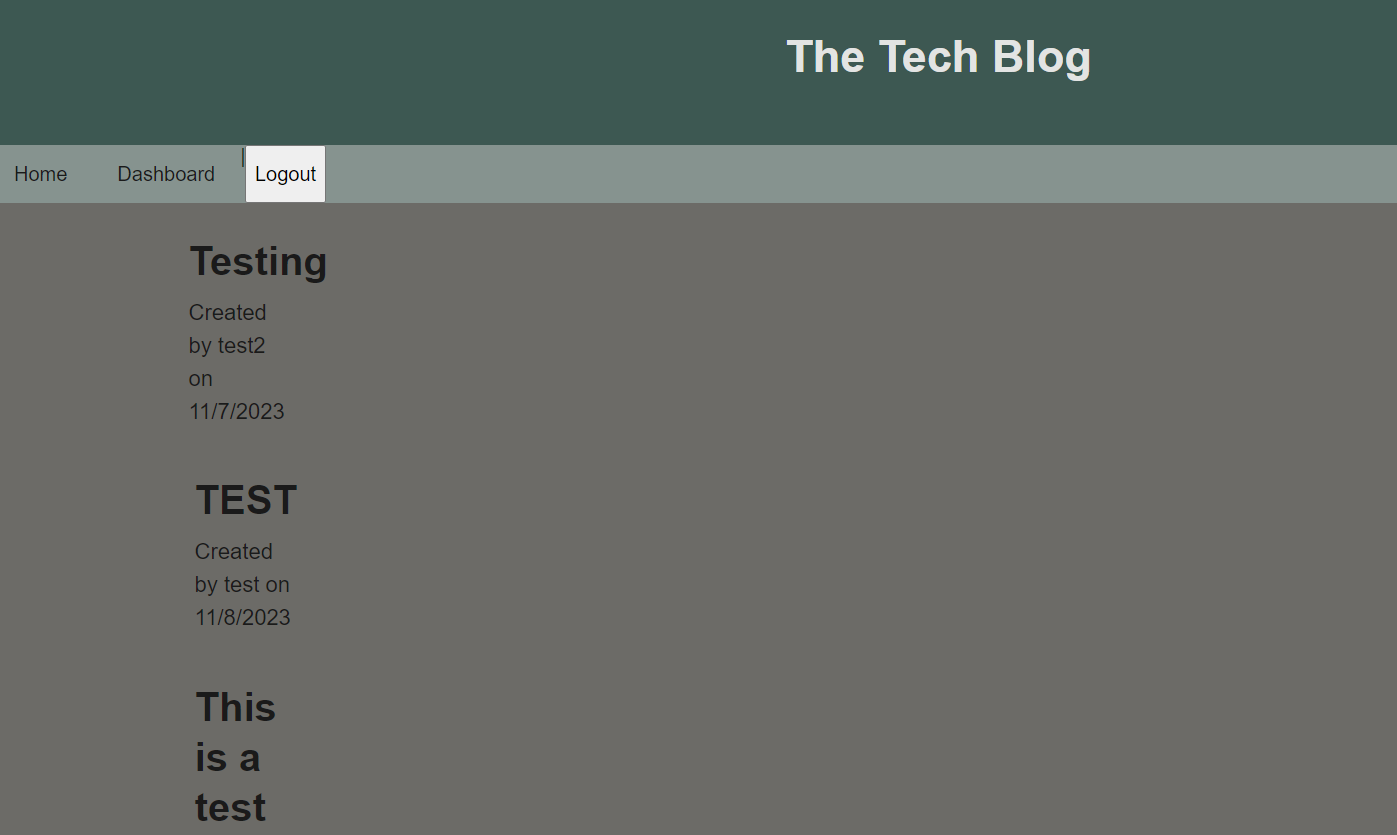 The Tech Blog
Home Dashboard | Logout
Testing
Created
by test2
on
11/7/2023
TEST
Created
by test on
11/8/2023
This
is a
test